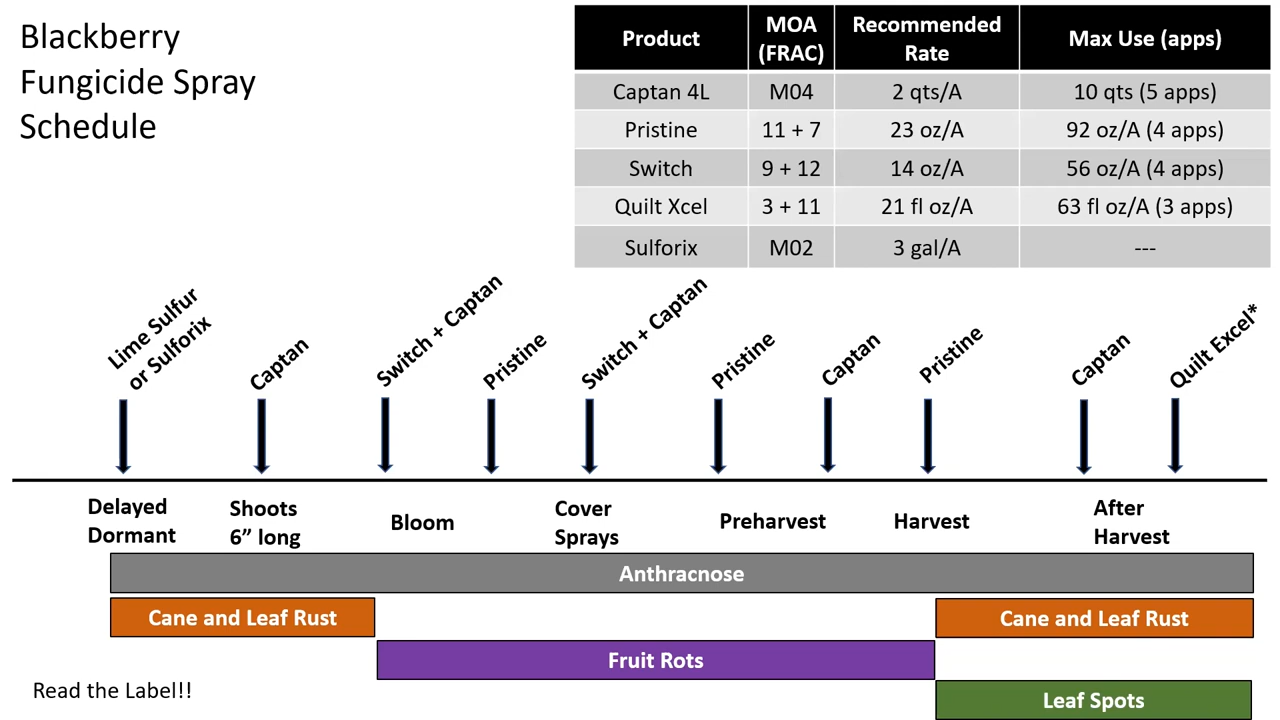 Blackberry
Fungicide Spray
Schedule
Product
MOA
(FRAC)
Recommended
Rate
Max Use (apps)
Captan 4L
M04
2 qts/A
10 qts (5 apps)
Pristine
11 + 7
23 oz/A
92 oz/A (4 apps)
Switch
9 + 12
14 oz/A
56 oz/A (4 apps)
Quilt Xcel
3 + 11
21 fl oz/A
63 fl oz/A (3 apps)
Sulforix
M02
3 gal/A
---
Lime Sulfur
or Sulforix
Captan
Switch + Captan
Pristine
Switch + Captan
Pristine
Captan
Pristine
Captan
Quilt Excel*
Delayed
Dormant
Shoots
6” long
Bloom
Cover
Sprays
Preharvest
Harvest
After
Harvest
Anthracnose
Cane and Leaf Rust
Cane and Leaf Rust
Fruit Rots
Leaf Spots
Read the Label!!